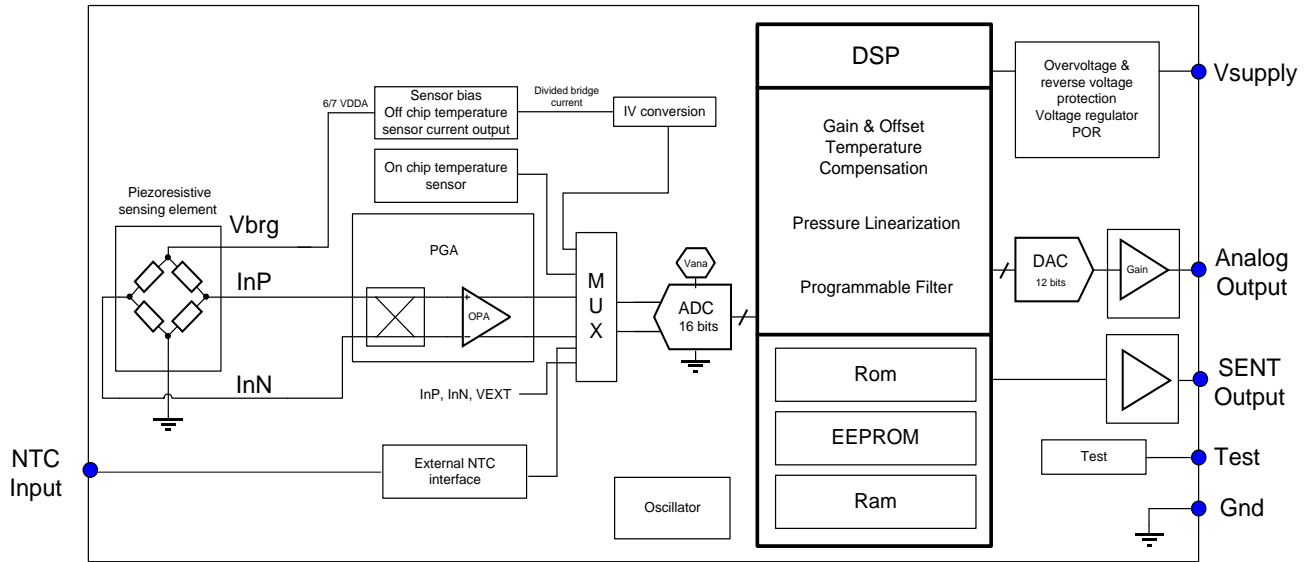 DSP
Overvoltage &
reverse voltage
protection
Voltage regulator
POR
Vsupply
6/7 VDDA
Sensor bias
Off chip temperature
sensor current output
Divided bridge
current
IV conversion
Gain & Offset
Temperature
Compensation
On chip temperature
sensor
Piezoresistive
sensing element
Vbrg
PGA
Pressure Linearization
M
U
X
Vana
InP
OPA
+
-
ADC
16 bits
Programmable Filter
DAC
12 bits
Gain
Analog
Output
InN
InP, InN, VEXT
Rom
SENT
Output
EEPROM
NTC
Input
External NTC
interface
Test
Test
Ram
Oscillator
Gnd